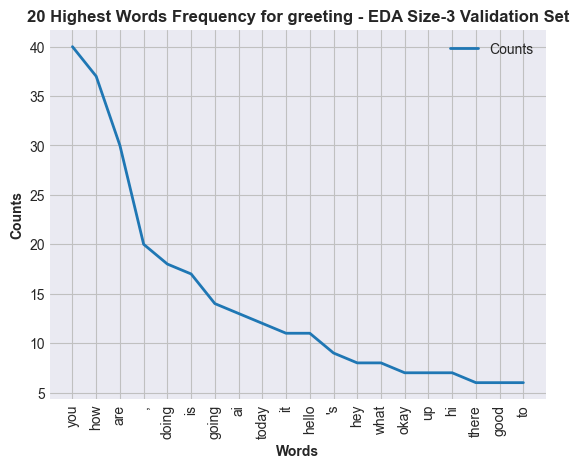 20 Highest Words Frequency for greeting - EDA Size-3 Validation Set
Counts
40
35
30
25
20
15
10
5
Counts
you
how
are
,
doing
is
going
ai
today
it
hello
's
hey
what
okay
up
hi
there
good
to
Words